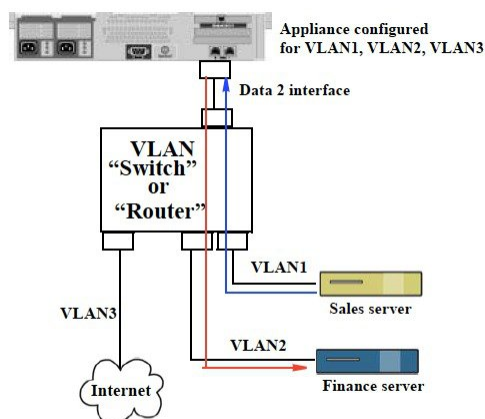 Appliance configured
for VLAN1, VLAN2, VLAN3
Data 2 interface
VLAN
“Switch”
or
“Router”
VLAN1
Sales server
VLAN3
VLAN2
Internet
Finance server